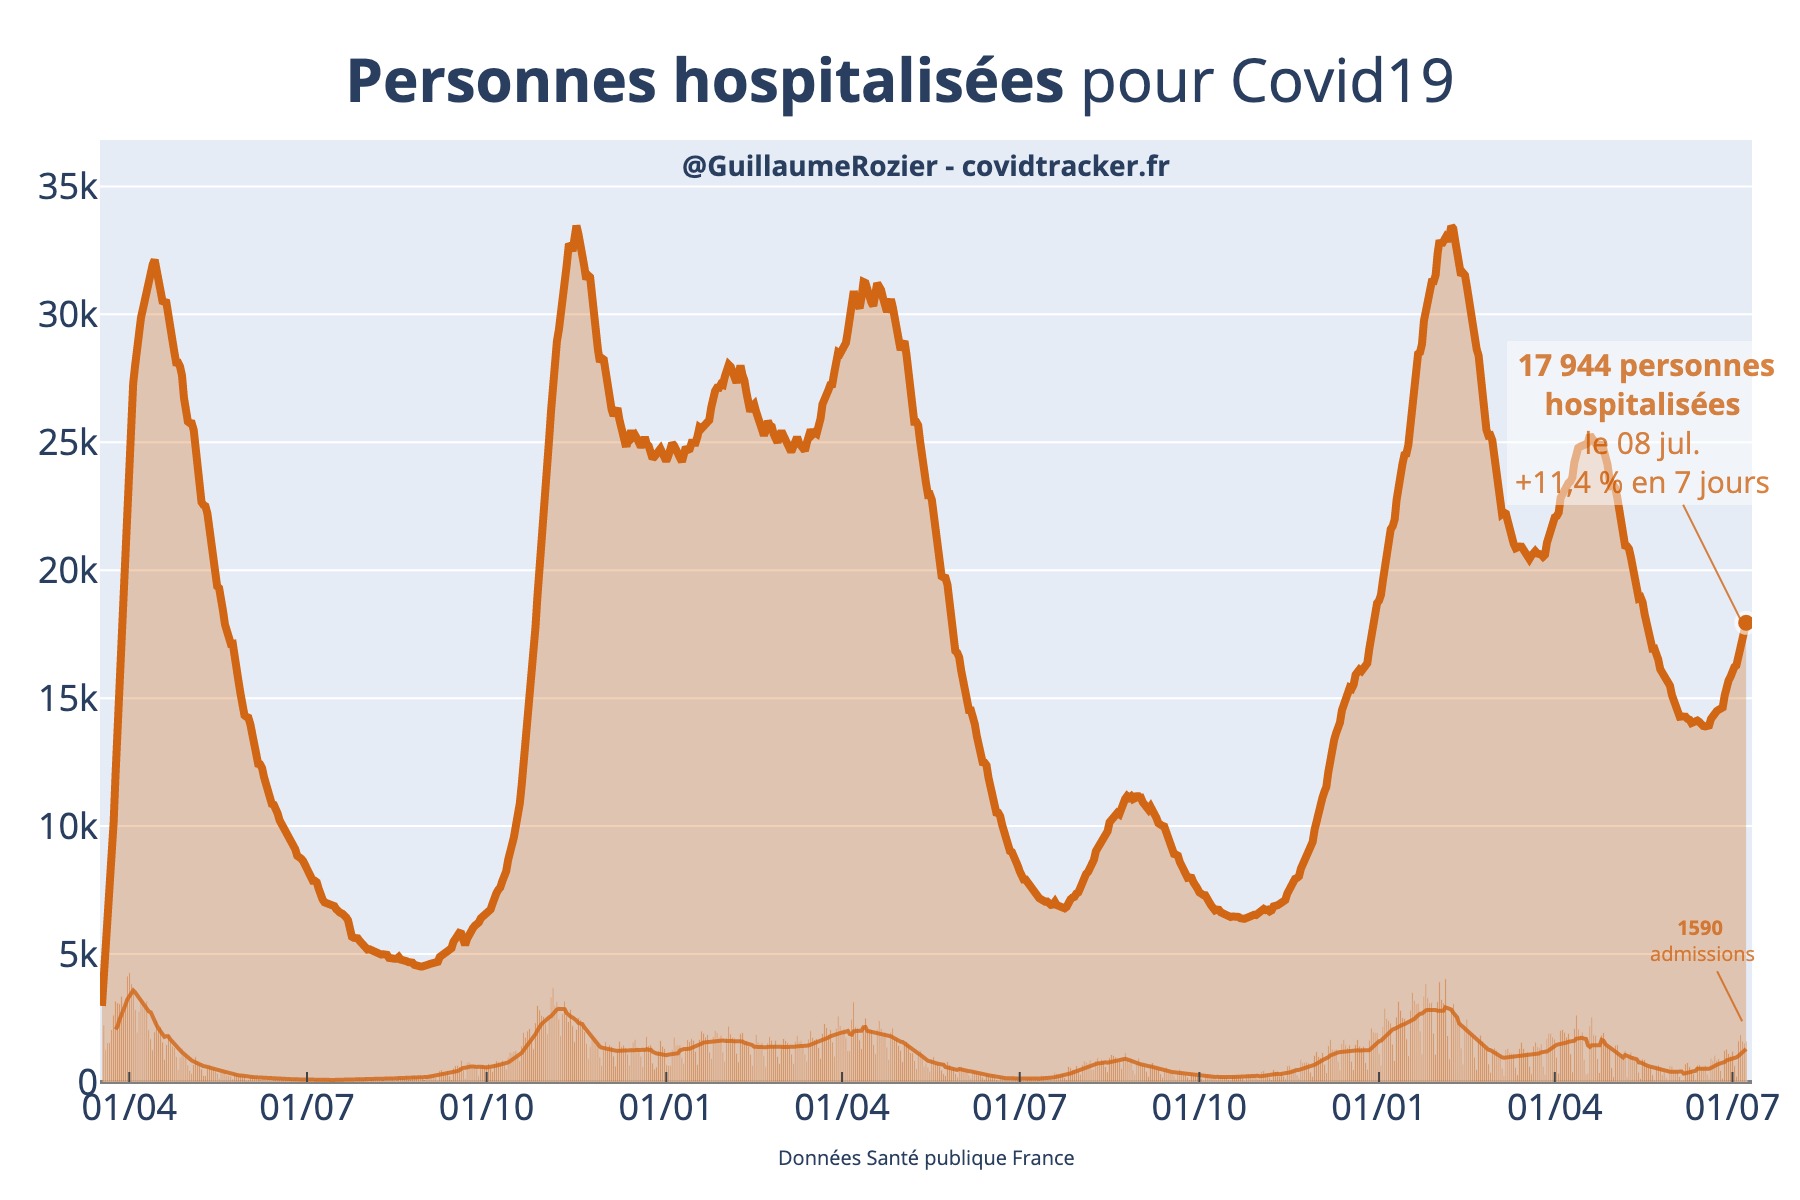 Personnes hospitalisées pour Covid19
@GuillaumeRozier - covidtracker.fr
35k
30k
25k
20k
15k
10k
5k
0
17 944 personnes
hospitalisées
le 08 jul.
+11,4 % en 7 jours
1590
admissions
01/04
01/07
01/10
01/01
01/04
01/07
01/10
01/01
01/04
01/07
Données Santé publique France